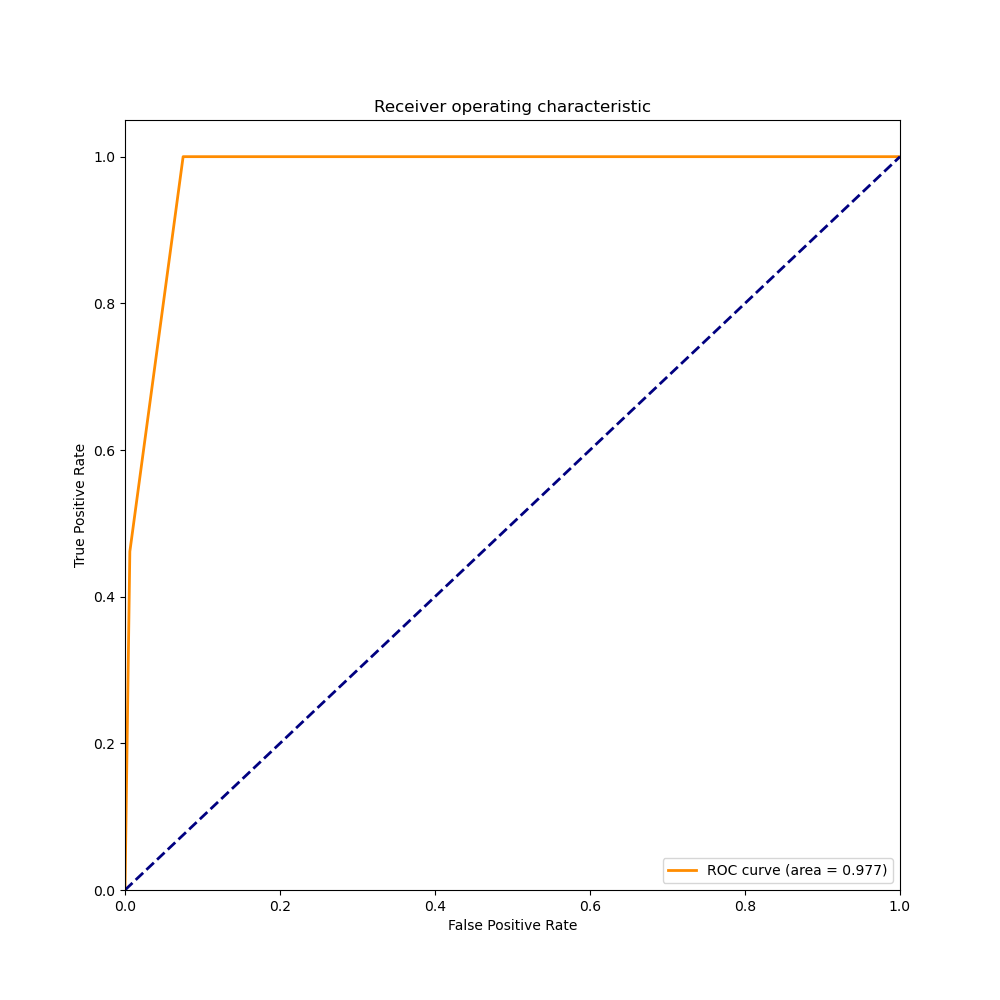 Receiver operating characteristic
True Positive Rate
1.0
0.8
0.6
0.4
0.2
0.0
ROC curve (area = 0.977)
0.0 0.2 0.4 0.6 0.8 1.0
False Positive Rate